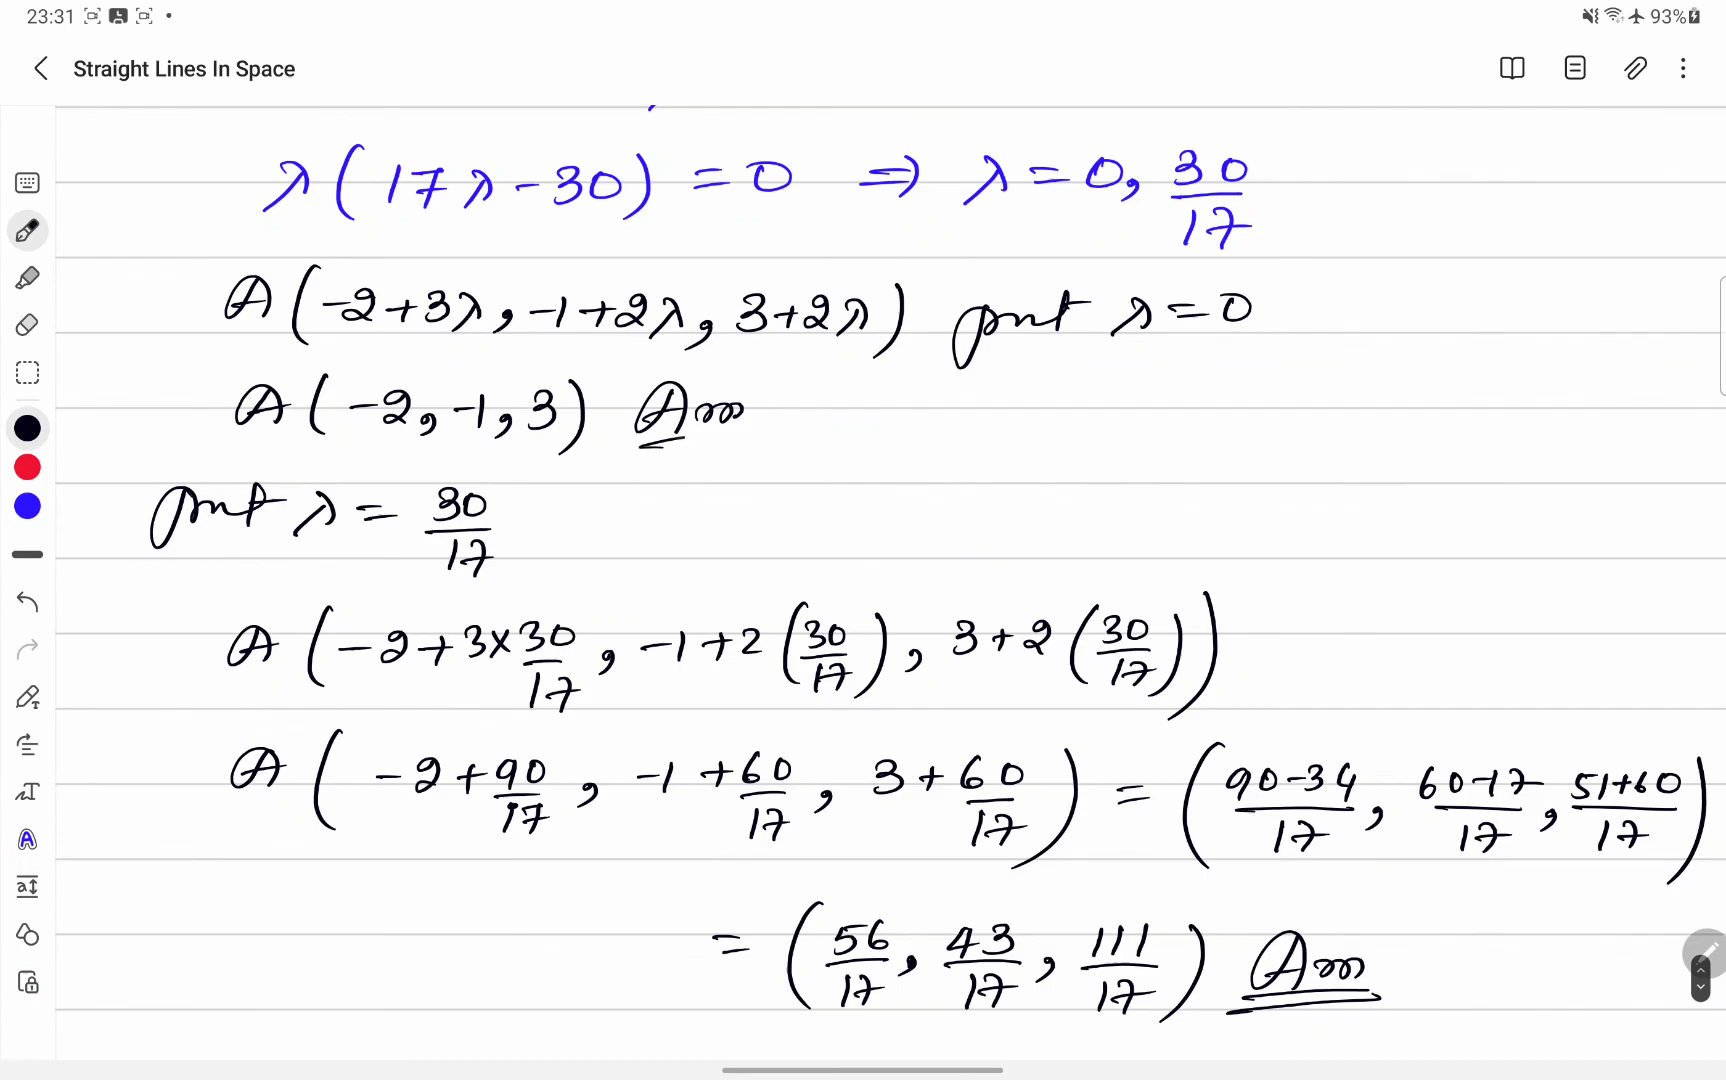 23:31 93%
Straight Lines In Space
λ(17λ-30) = 0 ⇒ λ = 0, 30/17
A(-2+3λ, -1+2λ, 3+2λ) put λ=0
A(-2, -1, 3) Ans
put λ = 30/17
A(-2+3×30/17, -1+2(30/17), 3+2(30/17))
A(-2+90/17, -1+60/17, 3+60/17) = (90-34/17, 60-17/17, 51+60/17)
= (56/17, 43/17, 111/17) Ans